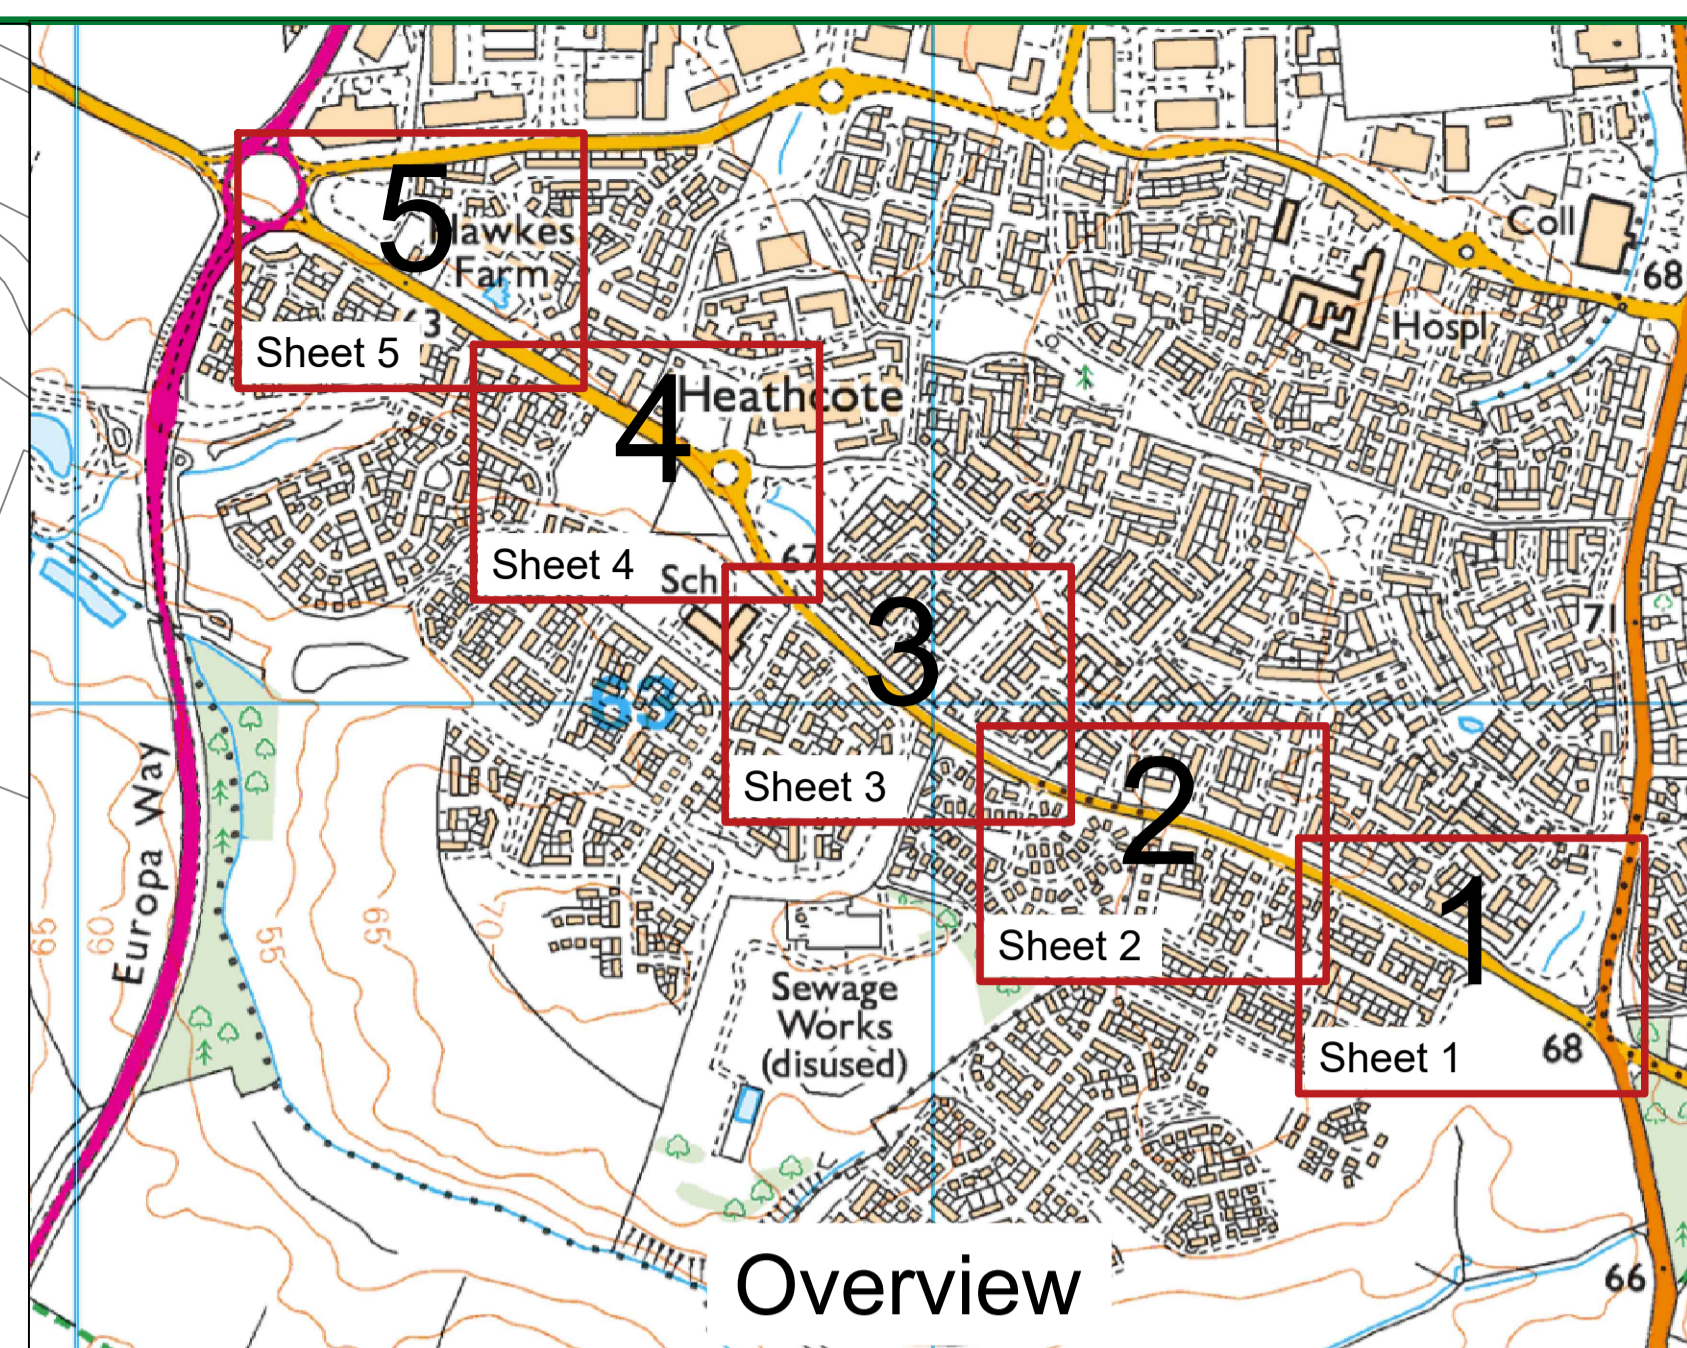 Coll
68
5
Hawkes
Farm
Hospl
63
Sheet 5
4
Heathcote
67
Sheet 4
Sch
71
3
63
Sheet 3
2
Europa Way
1
65
60
55
65
70
Sheet 2
Sewage
Works
(disused)
Sheet 1
68
Overview
66